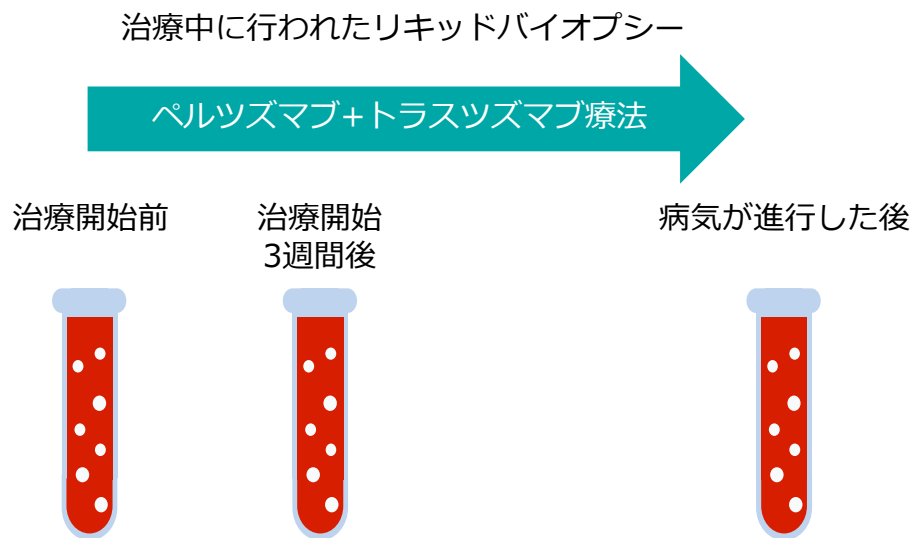 治療中に行われたリキッドバイオプシー
ペルツズマブ+トラスツズマブ療法
治療開始前
治療開始
3週間後
病気が進行した後